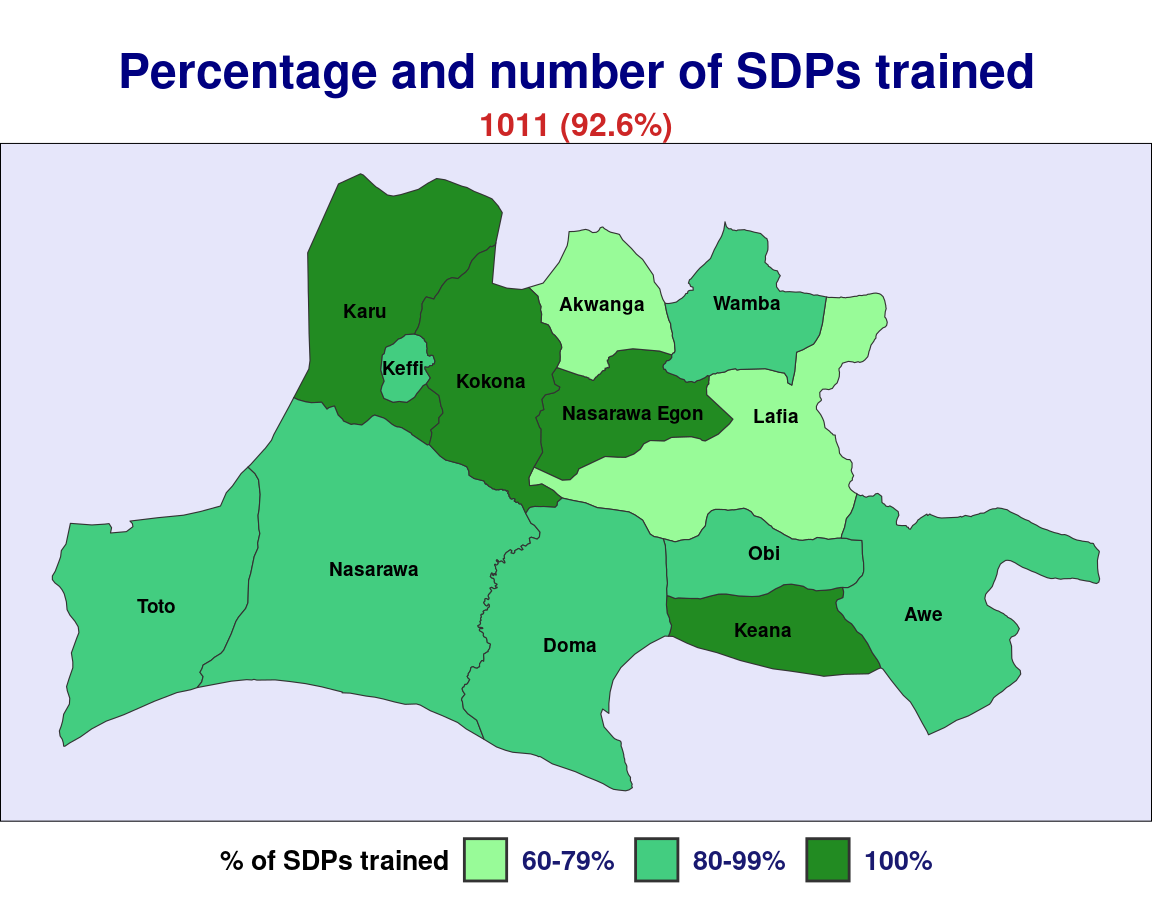 Percentage and number of SDPs trained
1011 (92.6%)
Karu
Akwanga
Wamba
Keffi
Kokona
Nasarawa Egon
Lafia
Obi
Nasarawa
Toto
Awe
Keana
Doma
% of SDPs trained 60-79% 80-99% 100%